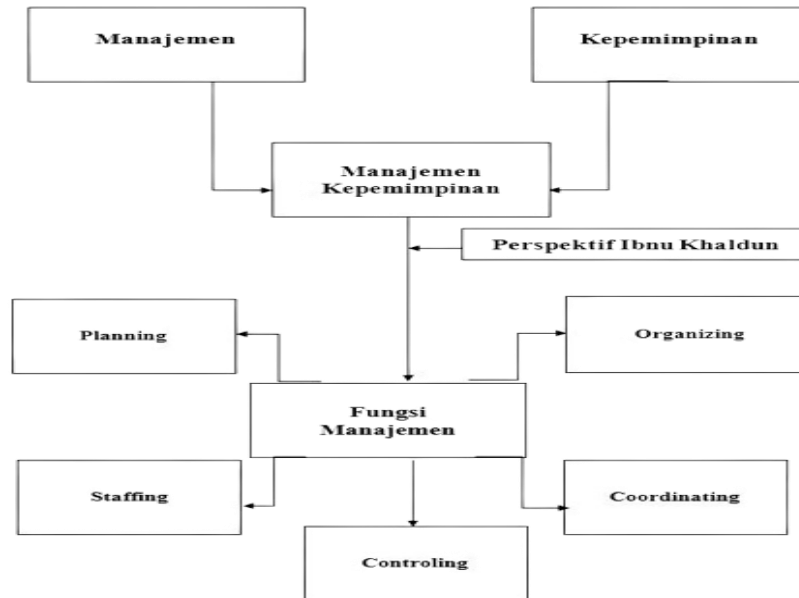 Manajemen
Kepemimpinan
Manajemen
Kepemimpinan
Perspektif Ibnu Khaldun
Planning
Organizing
Fungsi
Manajemen
Staffing
Coordinating
Controling